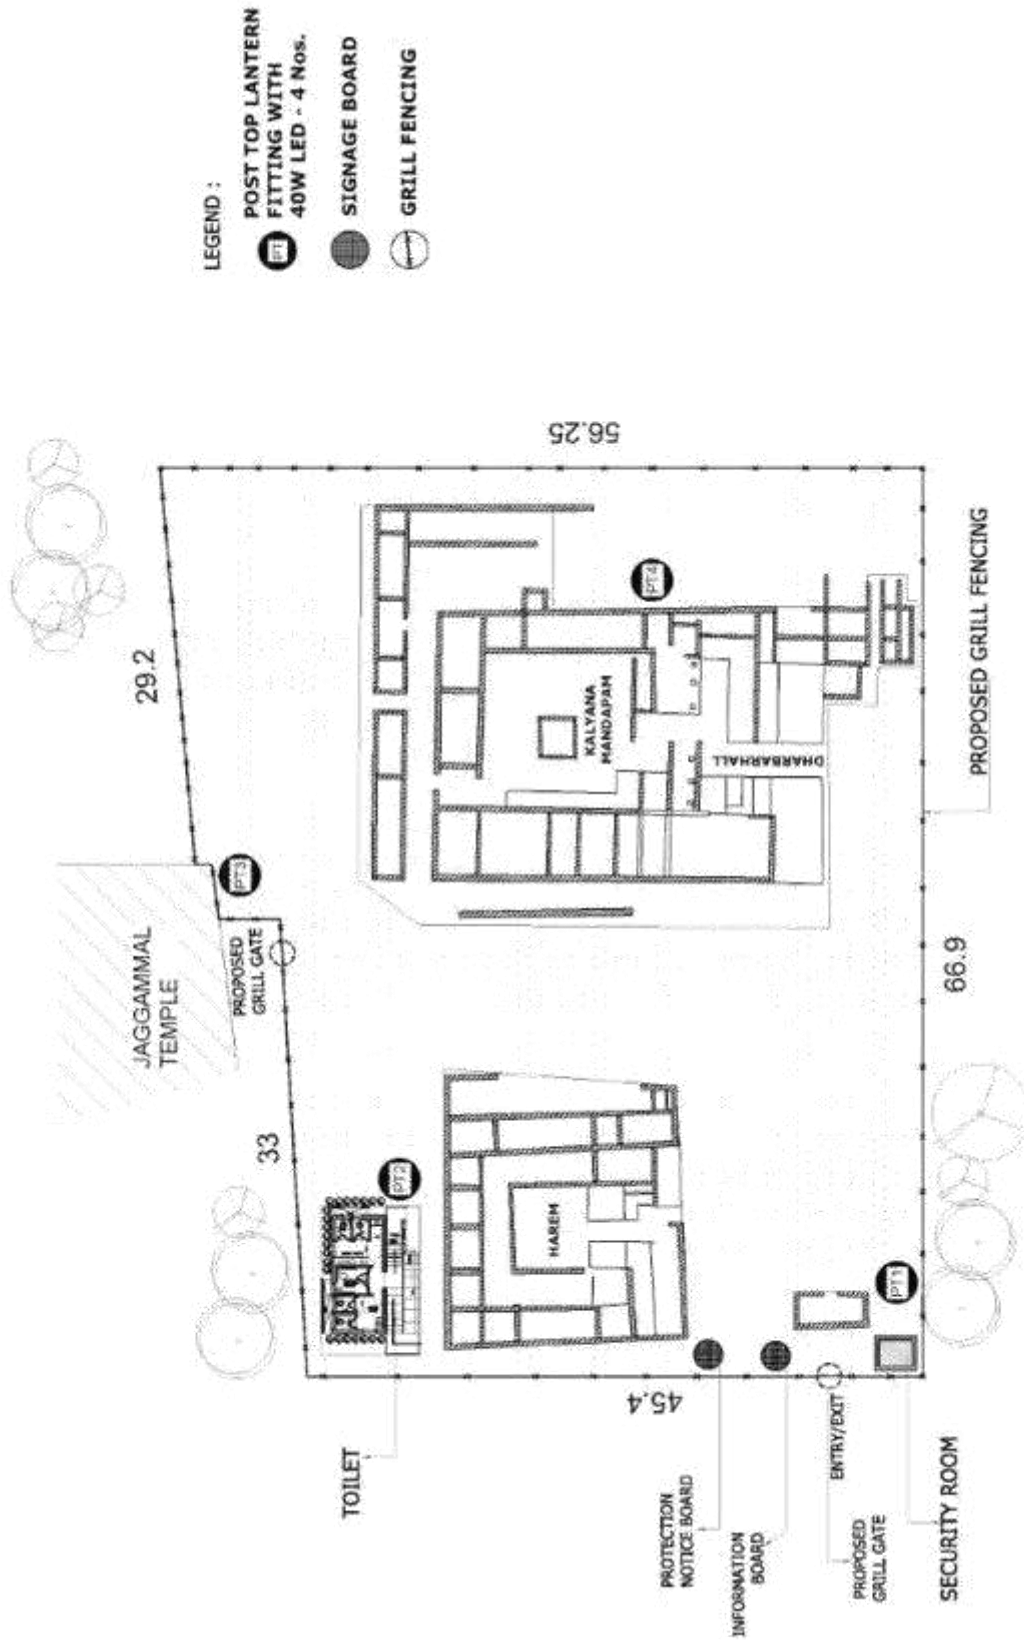 LEGEND :
PT
POST TOP LANTERN
FITTING WITH
40W LED - 4 Nos.
SIGNAGE BOARD
GRILL FENCING
JAGGAMMAL
TEMPLE
29.2
PT3
PROPOSED
GRILL GATE
33
56.25
TOILET
PT2
HAREM
KALYANA
MANDAPAM
PT4
DHARBARHALL
45.4
PROTECTION
NOTICE BOARD
INFORMATION
BOARD
ENTRY/EXIT
PROPOSED
GRILL GATE
SECURITY ROOM
PT1
66.9
PROPOSED GRILL FENCING